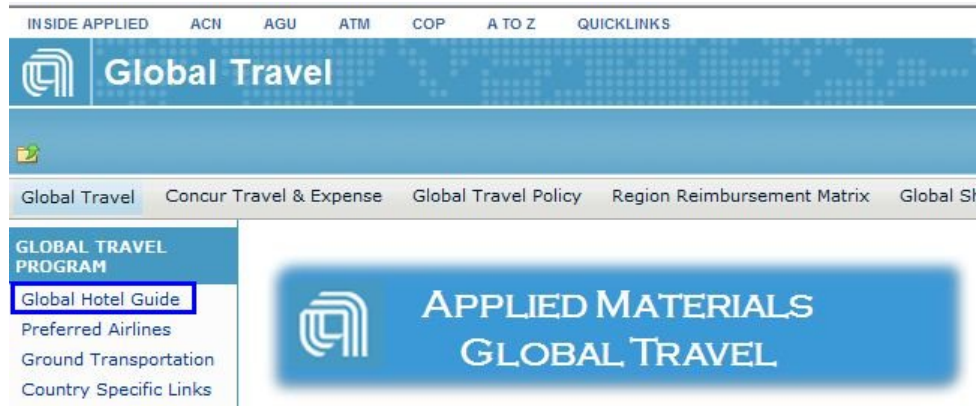 INSIDE APPLIED ACN AGU ATM COP A TO Z QUICKLINKS
Global Travel
Global Travel Concur Travel & Expense Global Travel Policy Region Reimbursement Matrix Global Sh
GLOBAL TRAVEL
PROGRAM
Global Hotel Guide
Preferred Airlines
Ground Transportation
Country Specific Links
APPLIED MATERIALS
GLOBAL TRAVEL